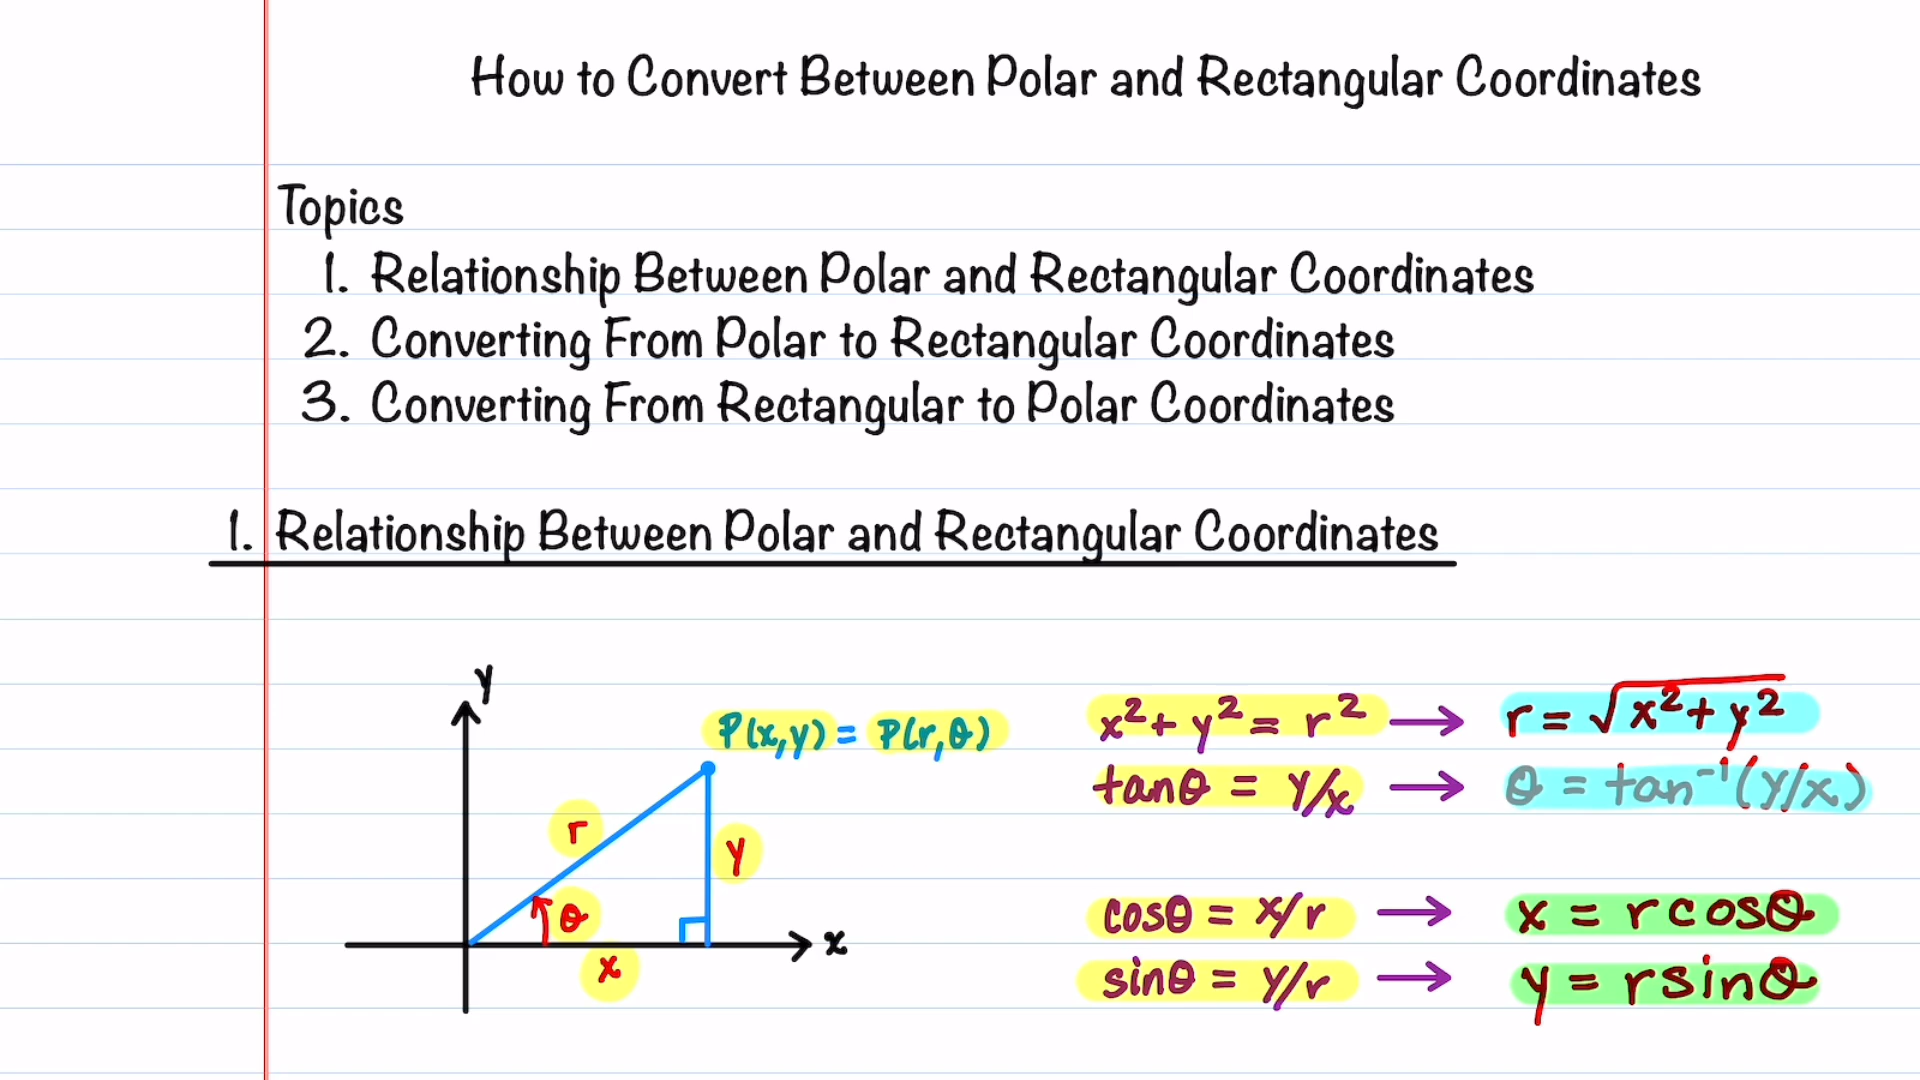 How to Convert Between Polar and Rectangular Coordinates
Topics
1. Relationship Between Polar and Rectangular Coordinates
2. Converting From Polar to Rectangular Coordinates
3. Converting From Rectangular to Polar Coordinates
1. Relationship Between Polar and Rectangular Coordinates
y
P(x,y) = P(r,θ)
r
y
θ
x
x
x² + y² = r² → r = √x² + y²
tanθ = y/x → θ = tan⁻¹(y/x)
cosθ = x/r → x = rcosθ
sinθ = y/r → y = rsinθ